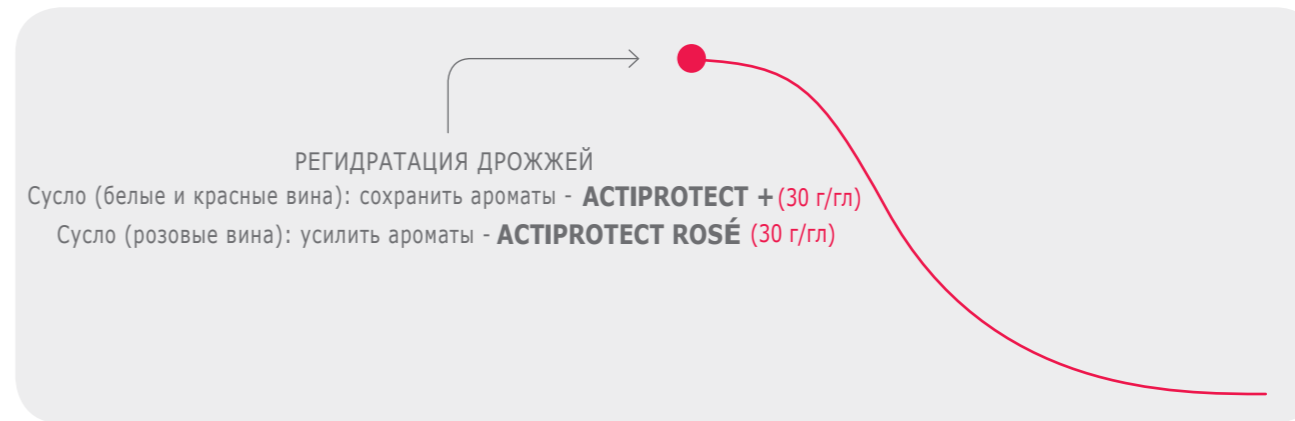 РЕГИДРАТАЦИЯ ДРОЖЖЕЙ
Сусло (белые и красные вина): сохранить ароматы - ACTIPROTECT + (30 г/гл)
Сусло (розовые вина): усилить ароматы - ACTIPROTECT ROSÉ (30 г/гл)